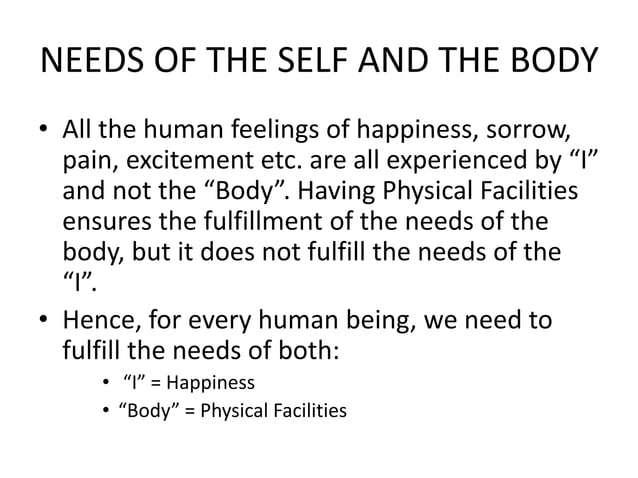 NEEDS OF THE SELF AND THE BODY
• All the human feelings of happiness, sorrow,
pain, excitement etc. are all experienced by “I”
and not the “Body”. Having Physical Facilities
ensures the fulfillment of the needs of the
body, but it does not fulfill the needs of the
“I”.
• Hence, for every human being, we need to
fulfill the needs of both:
• “I” = Happiness
• “Body” = Physical Facilities